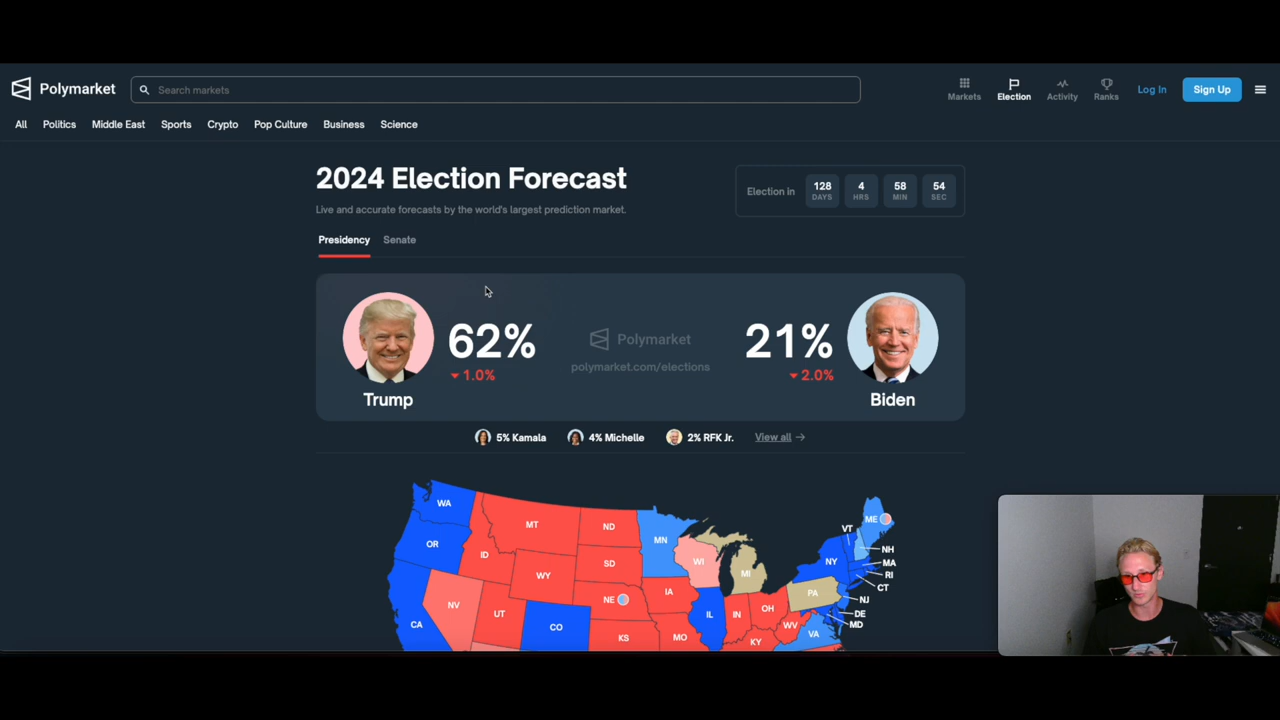 Polymarket
Search markets
Markets
Election
Activity
Ranks
Log In
Sign Up
All Politics Middle East Sports Crypto Pop Culture Business Science
2024 Election Forecast
Live and accurate forecasts by the world's largest prediction market.
Election in
128 4 58 54
DAYS HRS MIN SEC
Presidency Senate
62%
1.0%
Trump
Polymarket
polymarket.com/elections
21%
2.0%
Biden
5% Kamala 4% Michelle 2% RFK Jr. View all →
WA
MT
ND
MN
ME
VT
OR
ID
SD
WI
MI
NY
NH
MA
RI
CT
WY
NE
IA
PA
NJ
NV
UT
CO
IL
IN
OH
WV
DE
MD
CA
KS
MO
KY
VA